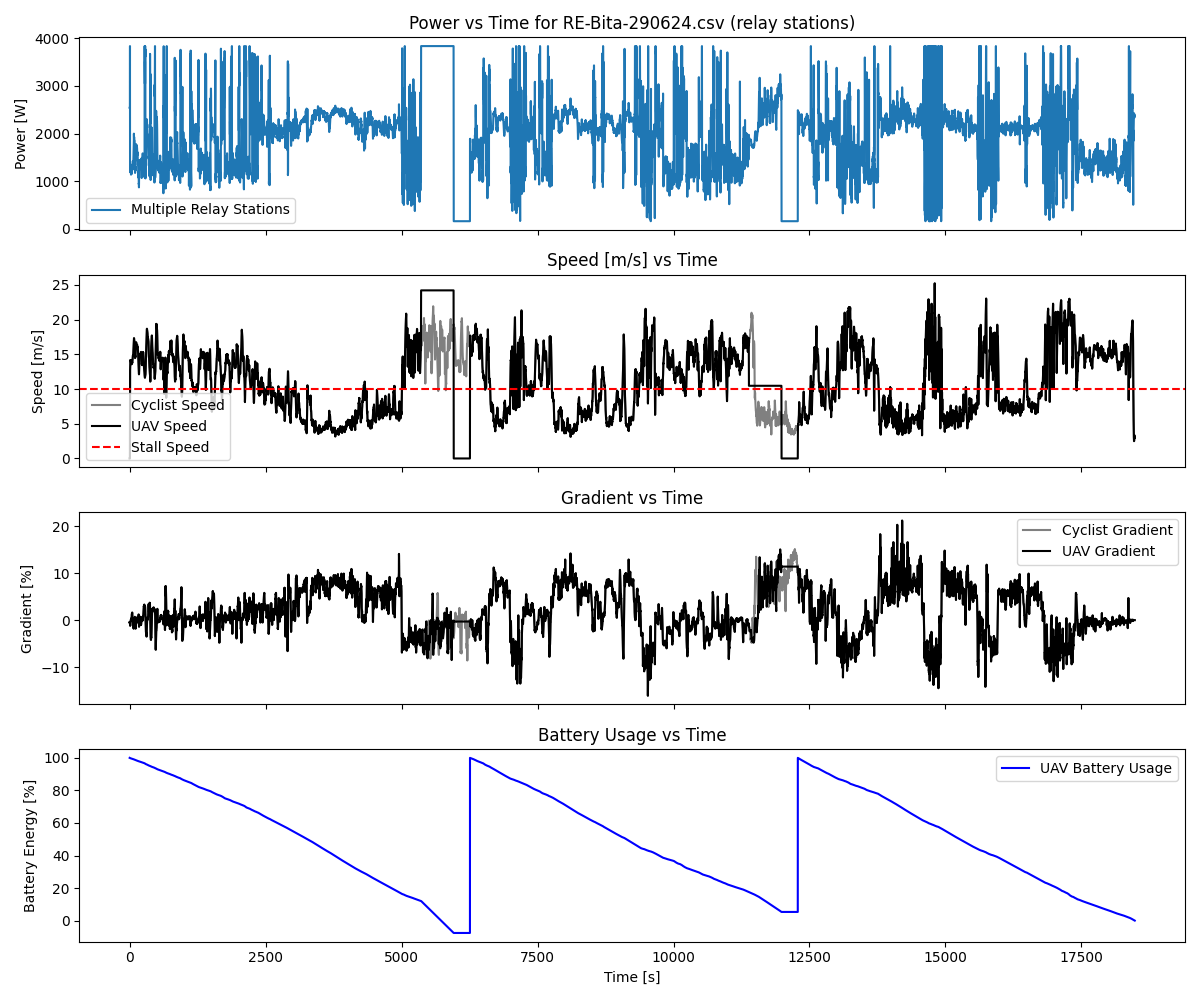 Power vs Time for RE-Bita-290624.csv (relay stations)
4000
3000
2000
1000
0
Power [W]
Multiple Relay Stations
Speed [m/s] vs Time
25
20
15
10
5
0
Speed [m/s]
Cyclist Speed
UAV Speed
Stall Speed
Gradient vs Time
20
10
0
−10
Gradient [%]
Cyclist Gradient
UAV Gradient
Battery Usage vs Time
100
80
60
40
20
0
Battery Energy [%]
UAV Battery Usage
0 2500 5000 7500 10000 12500 15000 17500
Time [s]